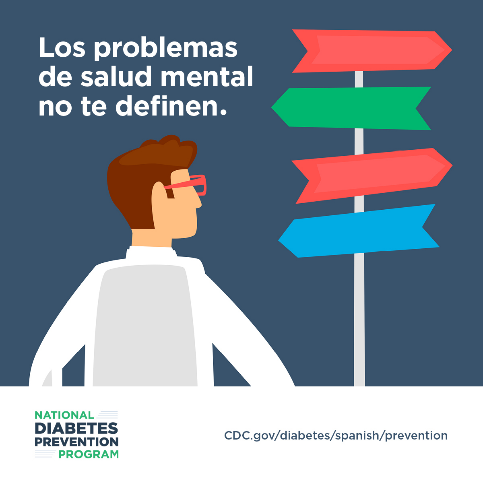 Los problemas
de salud mental
no te definen.
NATIONAL
DIABETES
PREVENTION
PROGRAM
CDC.gov/diabetes/spanish/prevention